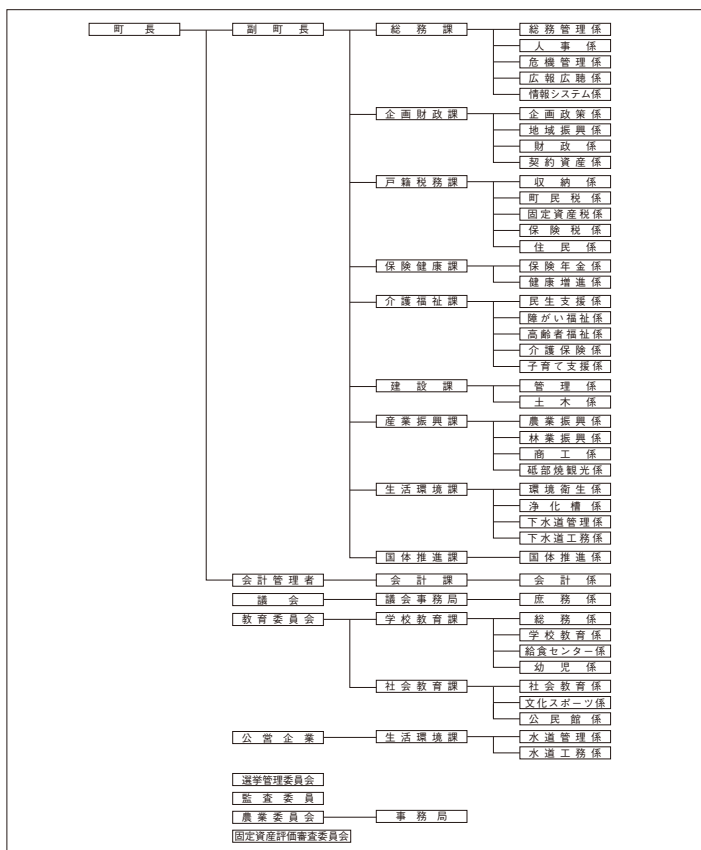 町長 副町長 総務課 総務管理係
人事係
危機管理係
広報広聴係
情報システム係
企画財政課 企画政策係
地域振興係
財政係
契約資産係
戸籍税務課 収納係
町民税係
固定資産税係
保険税係
住民係
保険健康課 保険年金係
健康増進係
介護福祉課 民生支援係
障がい福祉係
高齢者福祉係
介護保険係
子育て支援係
建設課 管理係
土木係
産業振興課 農業振興係
林業振興係
商工係
砥部焼観光係
生活環境課 環境衛生係
浄化槽係
下水道管理係
下水道工務係
国体推進課 国体推進係
会計管理者 会計課 会計係
議会 議会事務局 庶務係
教育委員会 学校教育課 総務係
学校教育係
給食センター係
幼児係
社会教育課 社会教育係
文化スポーツ係
公民館係
公営企業 生活環境課 水道管理係
水道工務係
選挙管理委員会
監査委員
農業委員会 事務局
固定資産評価審査委員会